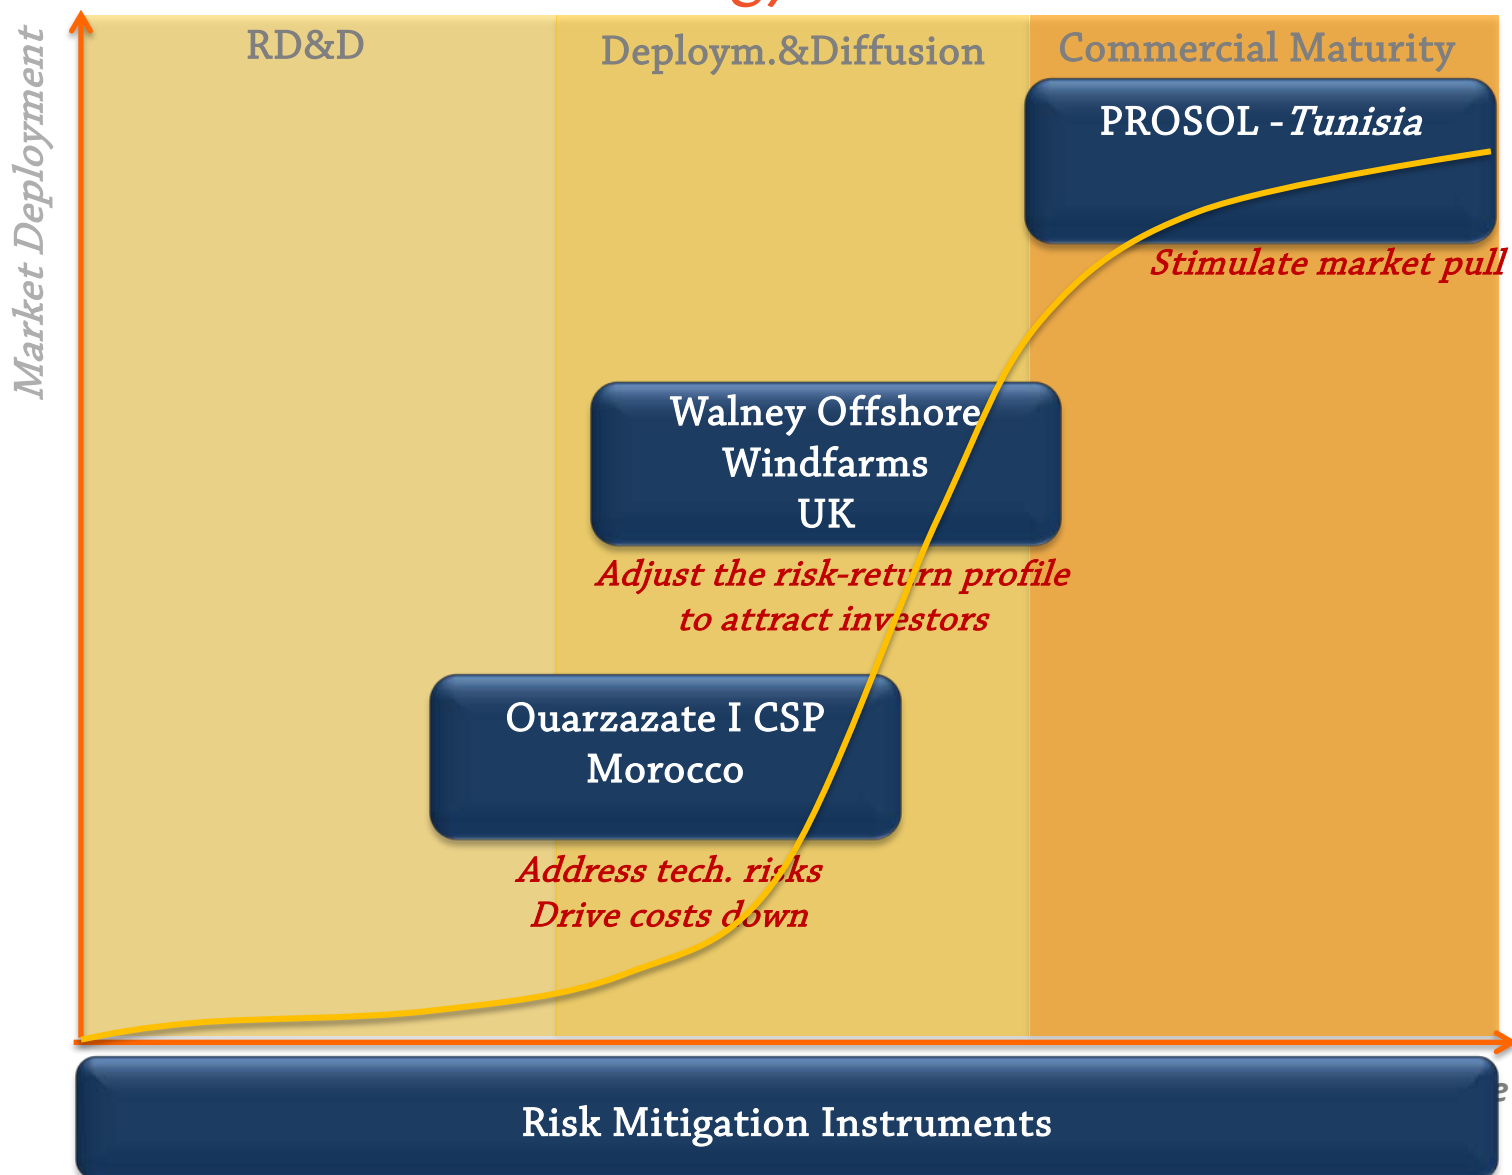 RD&D
Deploym.&Diffusion
Commercial Maturity
Market Deployment
PROSOL - Tunisia
Stimulate market pull
Walney Offshore
Windfarms
UK
Adjust the risk-return profile
to attract investors
Ouarzazate I CSP
Morocco
Address tech. risks
Drive costs down
Risk Mitigation Instruments